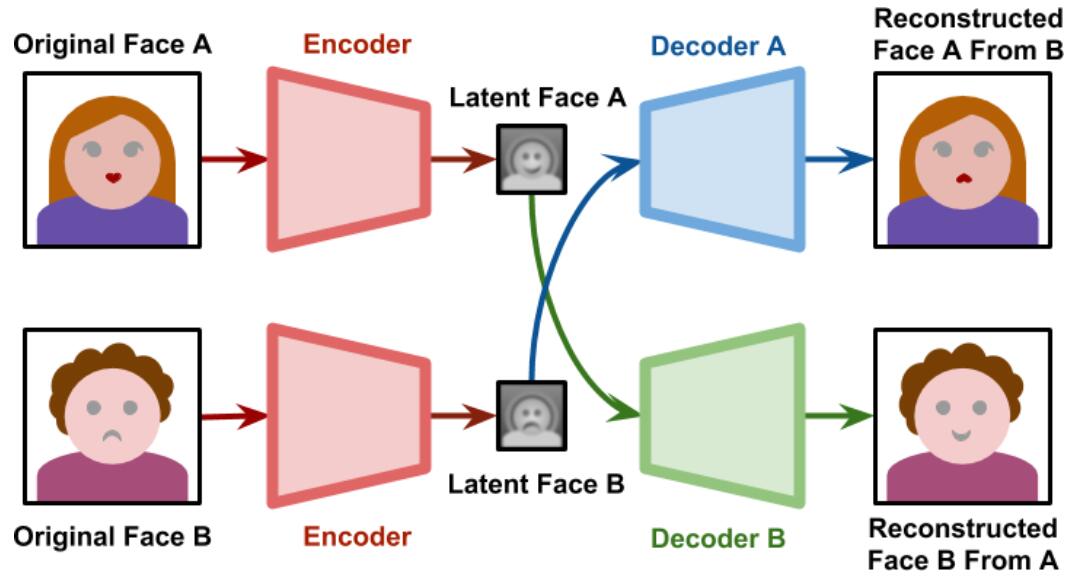 Original Face A
Encoder
Latent Face A
Decoder A
Reconstructed
Face A From B
Original Face B
Encoder
Latent Face B
Decoder B
Reconstructed
Face B From A